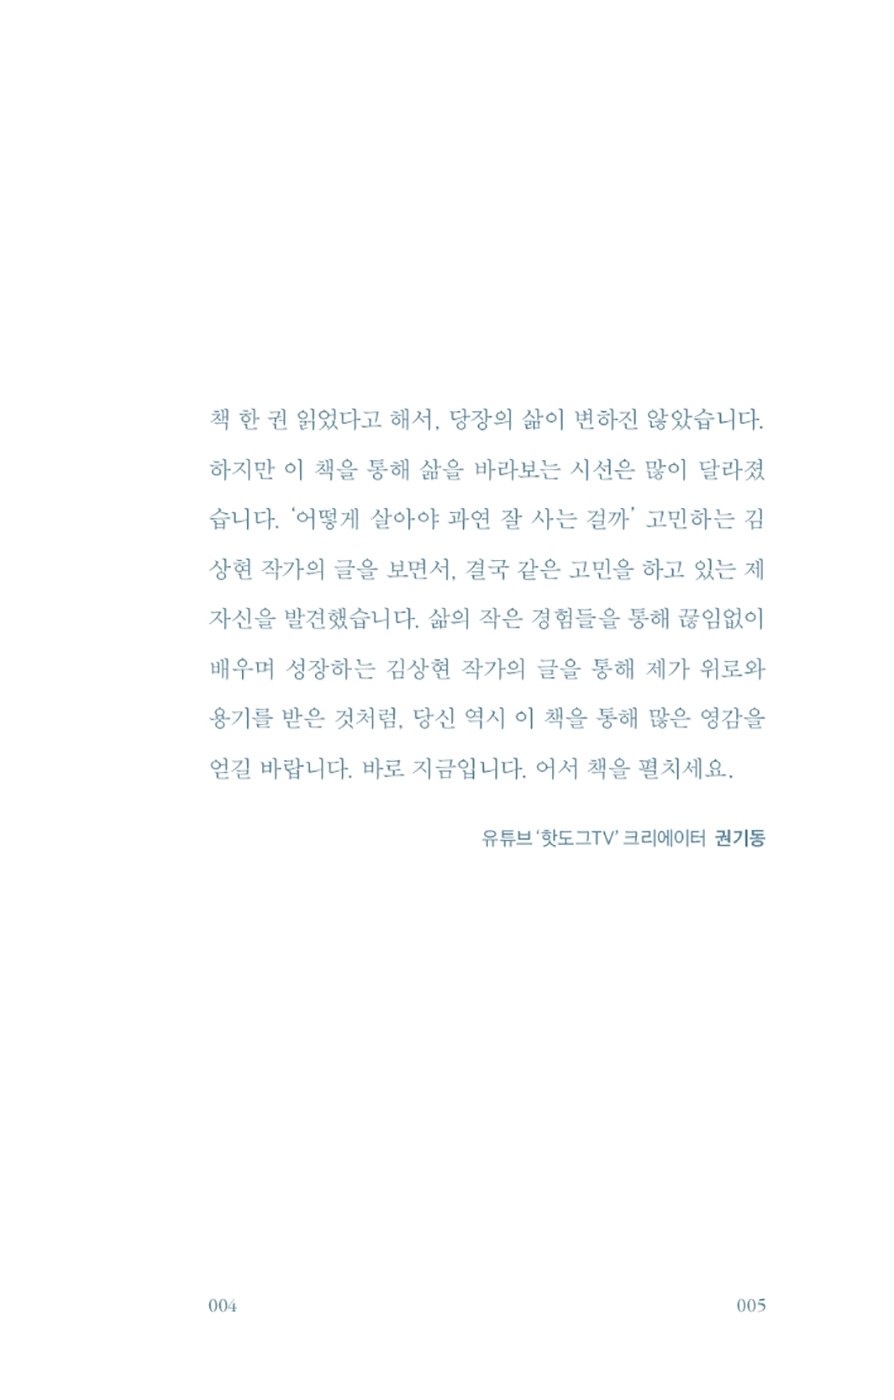 책 한 권 읽었다고 해서, 당장의 삶이 변하진 않았습니다.
하지만 이 책을 통해 삶을 바라보는 시선은 많이 달라졌
습니다. ‘어떻게 살아야 과연 잘 사는 걸까’ 고민하는 김
상현 작가의 글을 보면서, 결국 같은 고민을 하고 있는 제
자신을 발견했습니다. 삶의 작은 경험들을 통해 끊임없이
배우며 성장하는 김상현 작가의 글을 통해 제가 위로와
용기를 받은 것처럼, 당신 역시 이 책을 통해 많은 영감을
얻길 바랍니다. 바로 지금입니다. 어서 책을 펼치세요.
유튜브 ‘핫도그TV’ 크리에이터 권기동
004 005